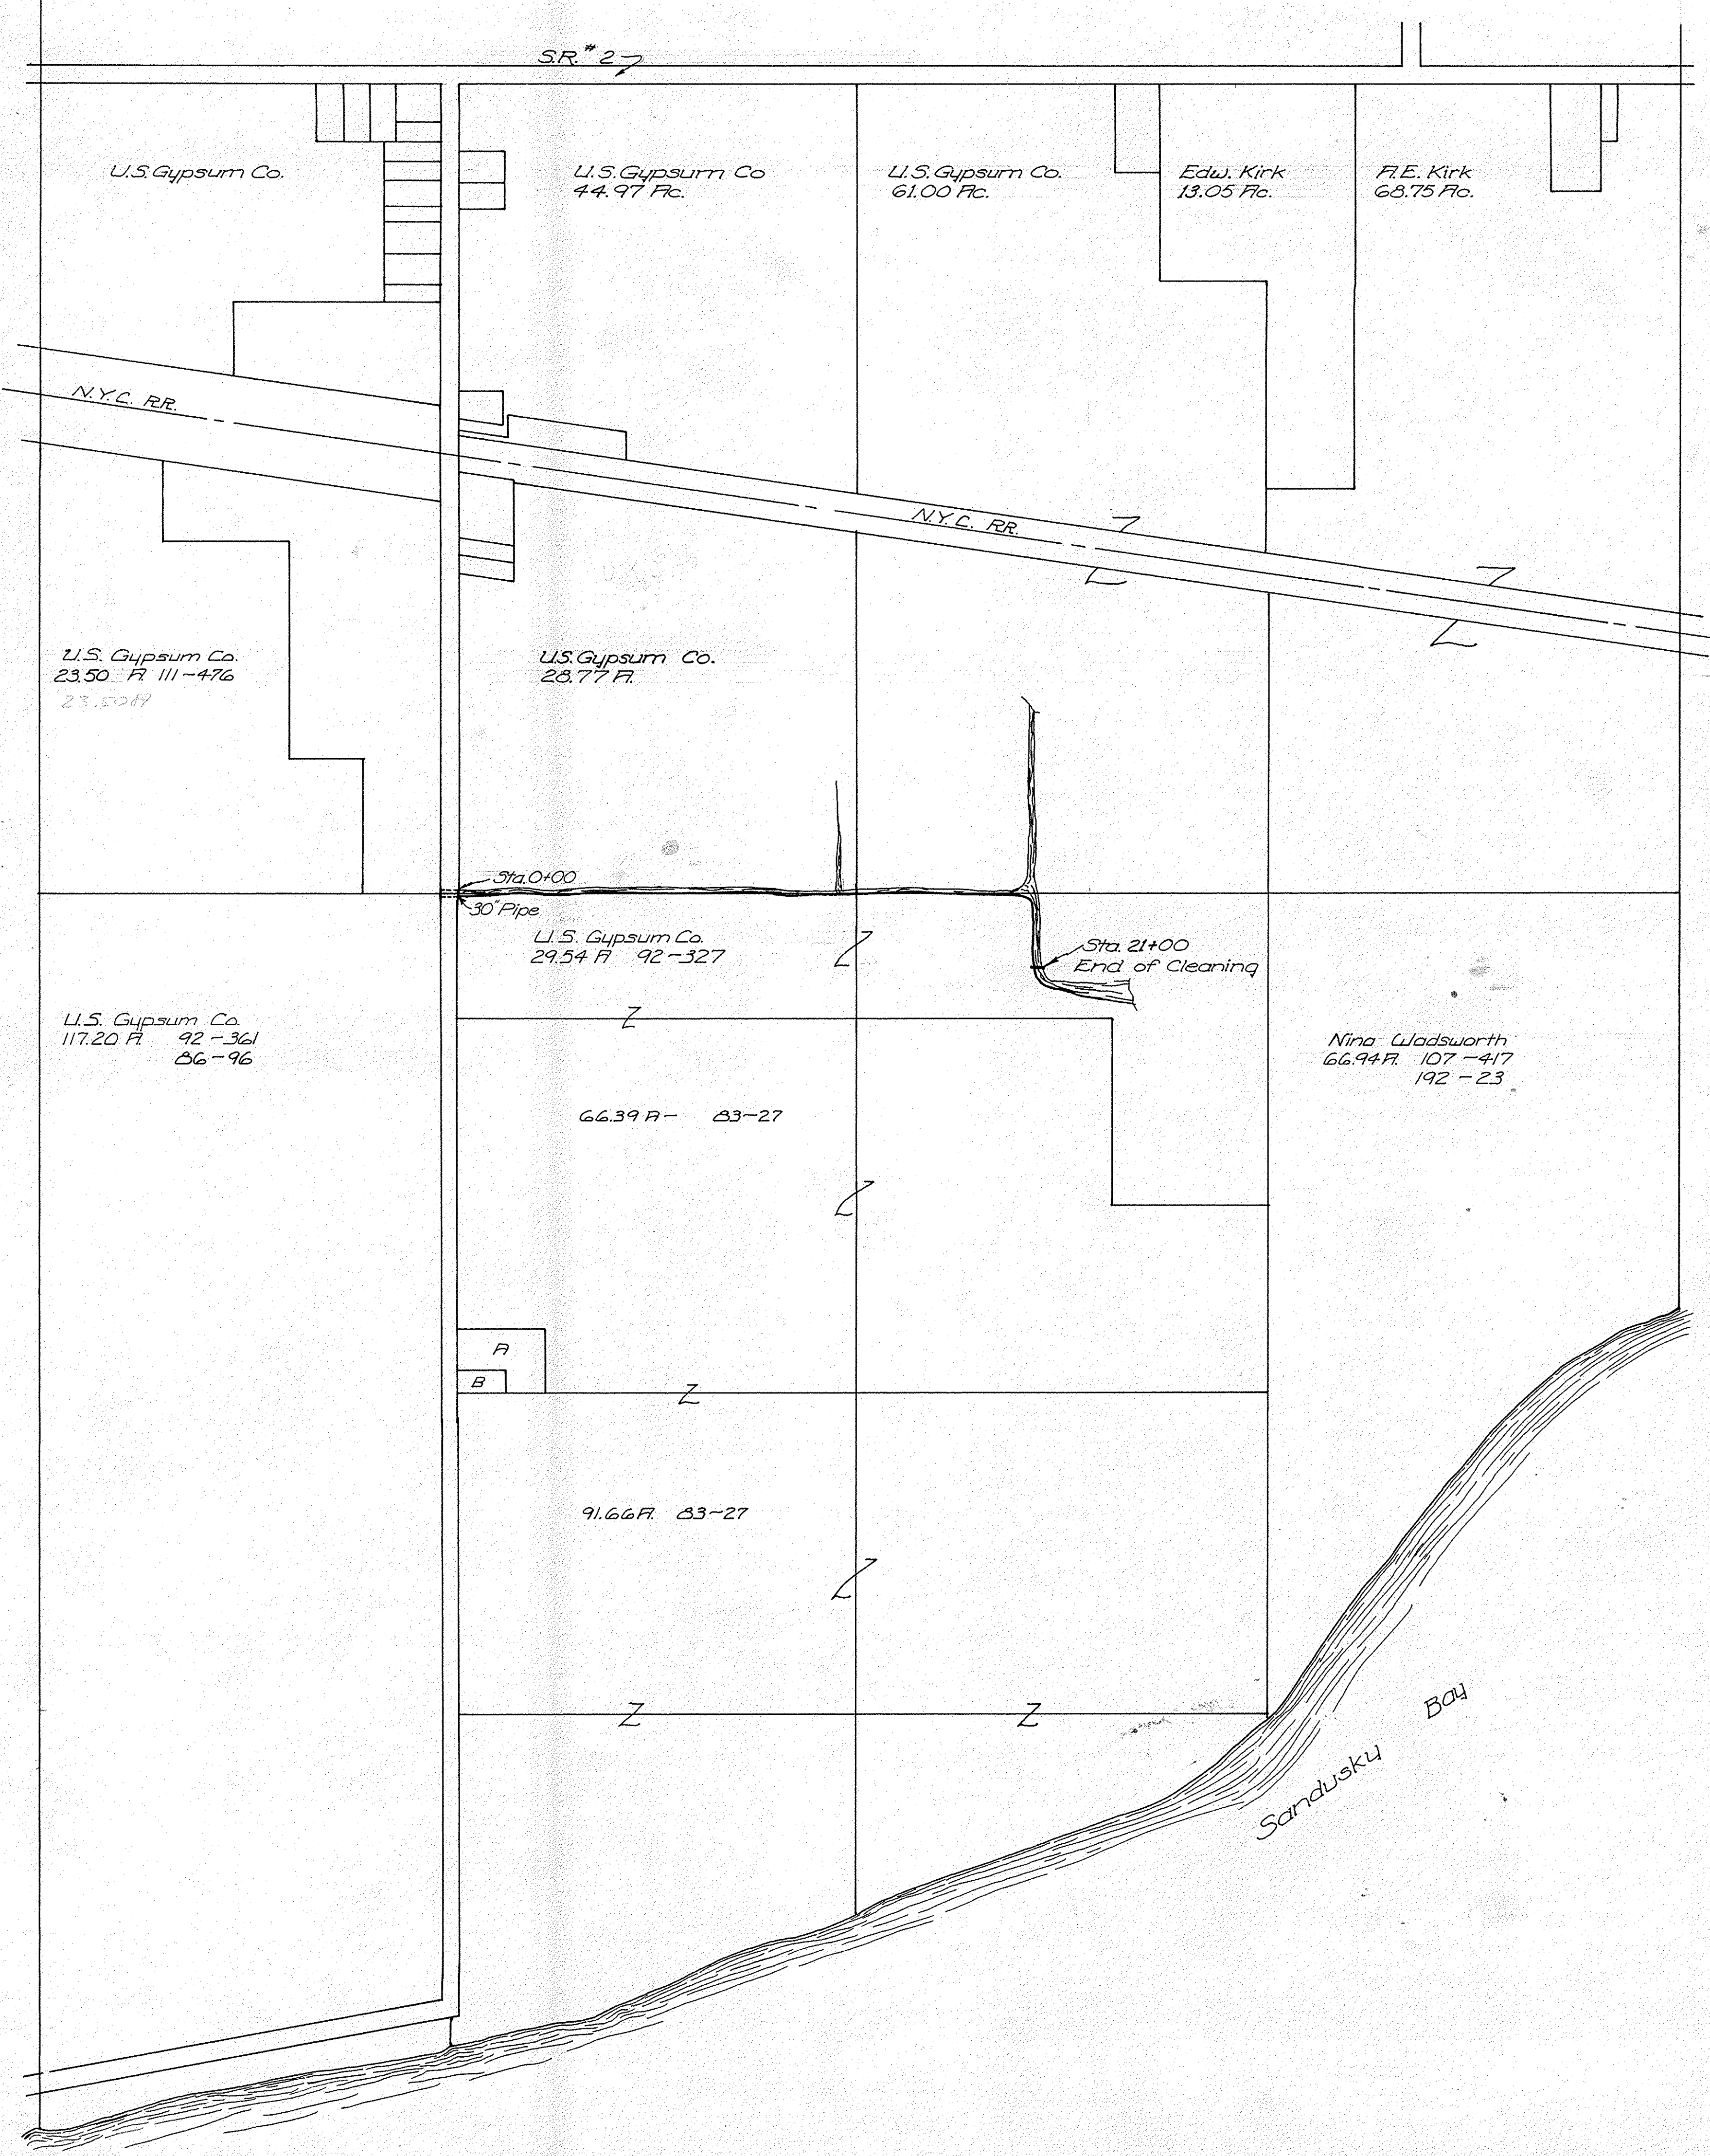 S.R. # 2
U.S. Gypsum Co.
U.S. Gypsum Co
44.97 Ac.
U.S. Gypsum Co.
61.00 Ac.
Edw. Kirk
13.05 Ac.
A.E. Kirk
68.75 Ac.
N.Y.C. RR.
N.Y.C. RR.
U.S. Gypsum Co.
23.50 A. 111-476
23.50A
U.S. Gypsum Co.
28.77 A.
Sta. 0+00
30" Pipe
U.S. Gypsum Co.
29.54 A 92-327
Sta. 21+00
End of Cleaning
U.S. Gypsum Co.
117.20 A. 92-361
86-96
Nina Wadsworth
66.94 A. 107-417
192-23
66.39 A- 83-27
A
B
91.66 A. 83-27
Sandusky Bay